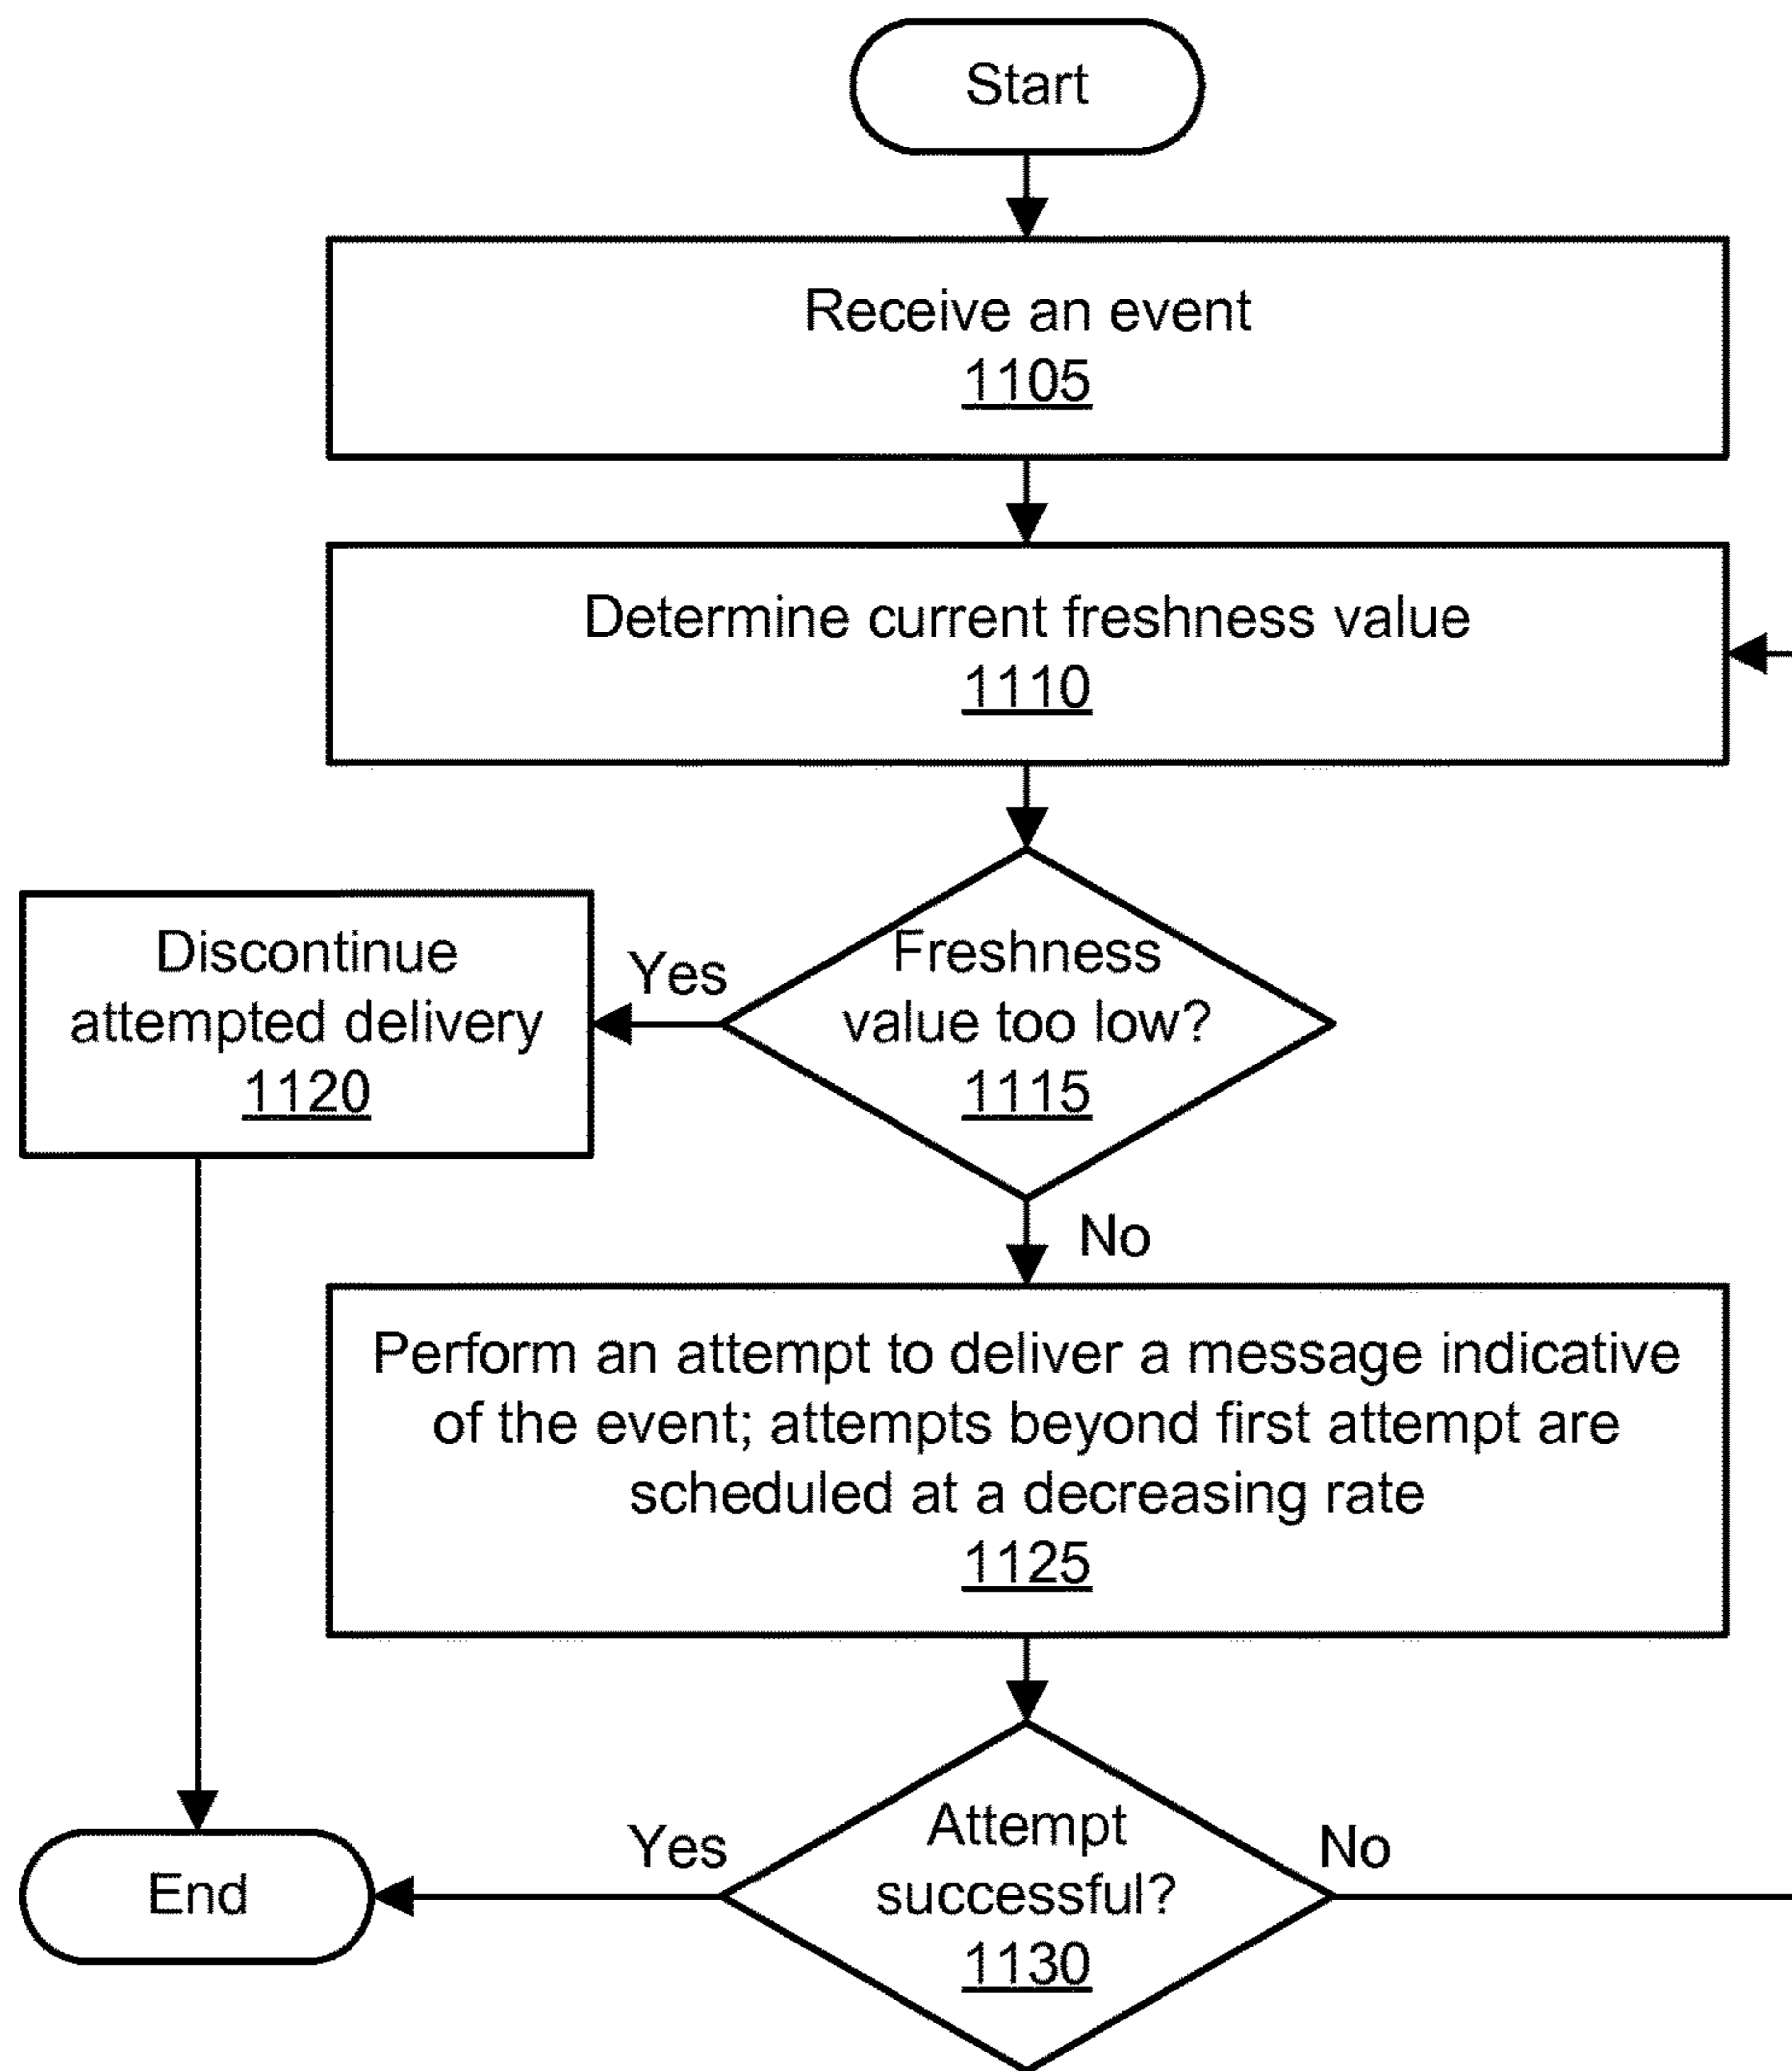 Start
Receive an event
1105
Determine current freshness value
1110
Freshness
value too low?
1115
Yes
Discontinue
attempted delivery
1120
No
Perform an attempt to deliver a message indicative
of the event; attempts beyond first attempt are
scheduled at a decreasing rate
1125
Attempt
successful?
1130
Yes
No
End